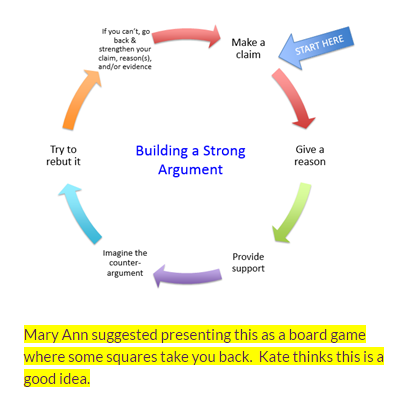 If you can't, go
back &
strengthen your
claim, reason(s),
and/or evidence
Make a
claim
START HERE
Give a
reason
Provide
support
Imagine the
counter-
argument
Try to
rebut it
Building a Strong
Argument
Mary Ann suggested presenting this as a board game
where some squares take you back.  Kate thinks this is a
good idea.